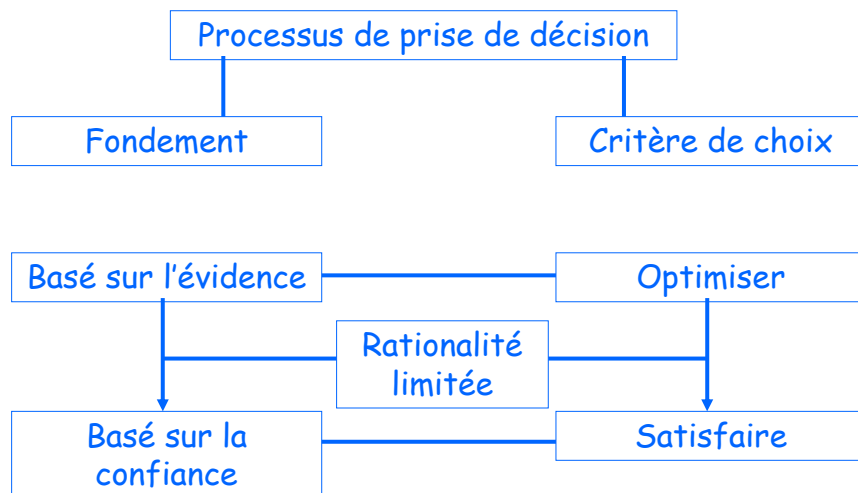 Processus de prise de décision
Fondement
Critère de choix
Basé sur l'évidence
Optimiser
Rationalité
limitée
Basé sur la
confiance
Satisfaire